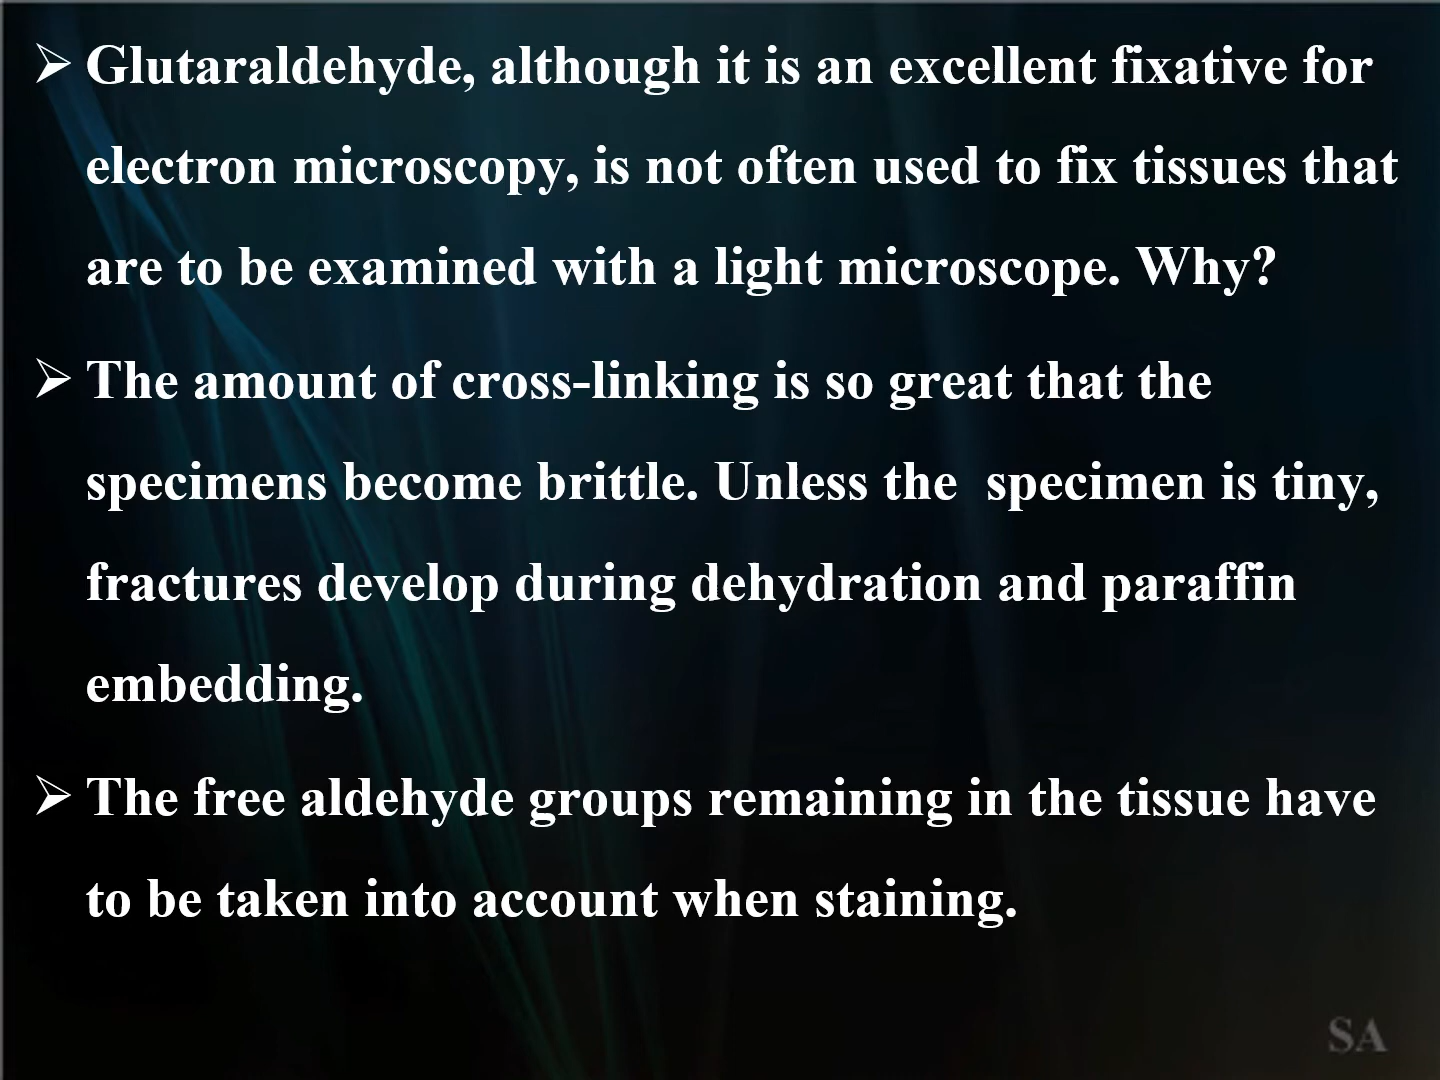 ➢ Glutaraldehyde, although it is an excellent fixative for
electron microscopy, is not often used to fix tissues that
are to be examined with a light microscope. Why?
➢ The amount of cross-linking is so great that the
specimens become brittle. Unless the  specimen is tiny,
fractures develop during dehydration and paraffin
embedding.
➢ The free aldehyde groups remaining in the tissue have
to be taken into account when staining.
SA